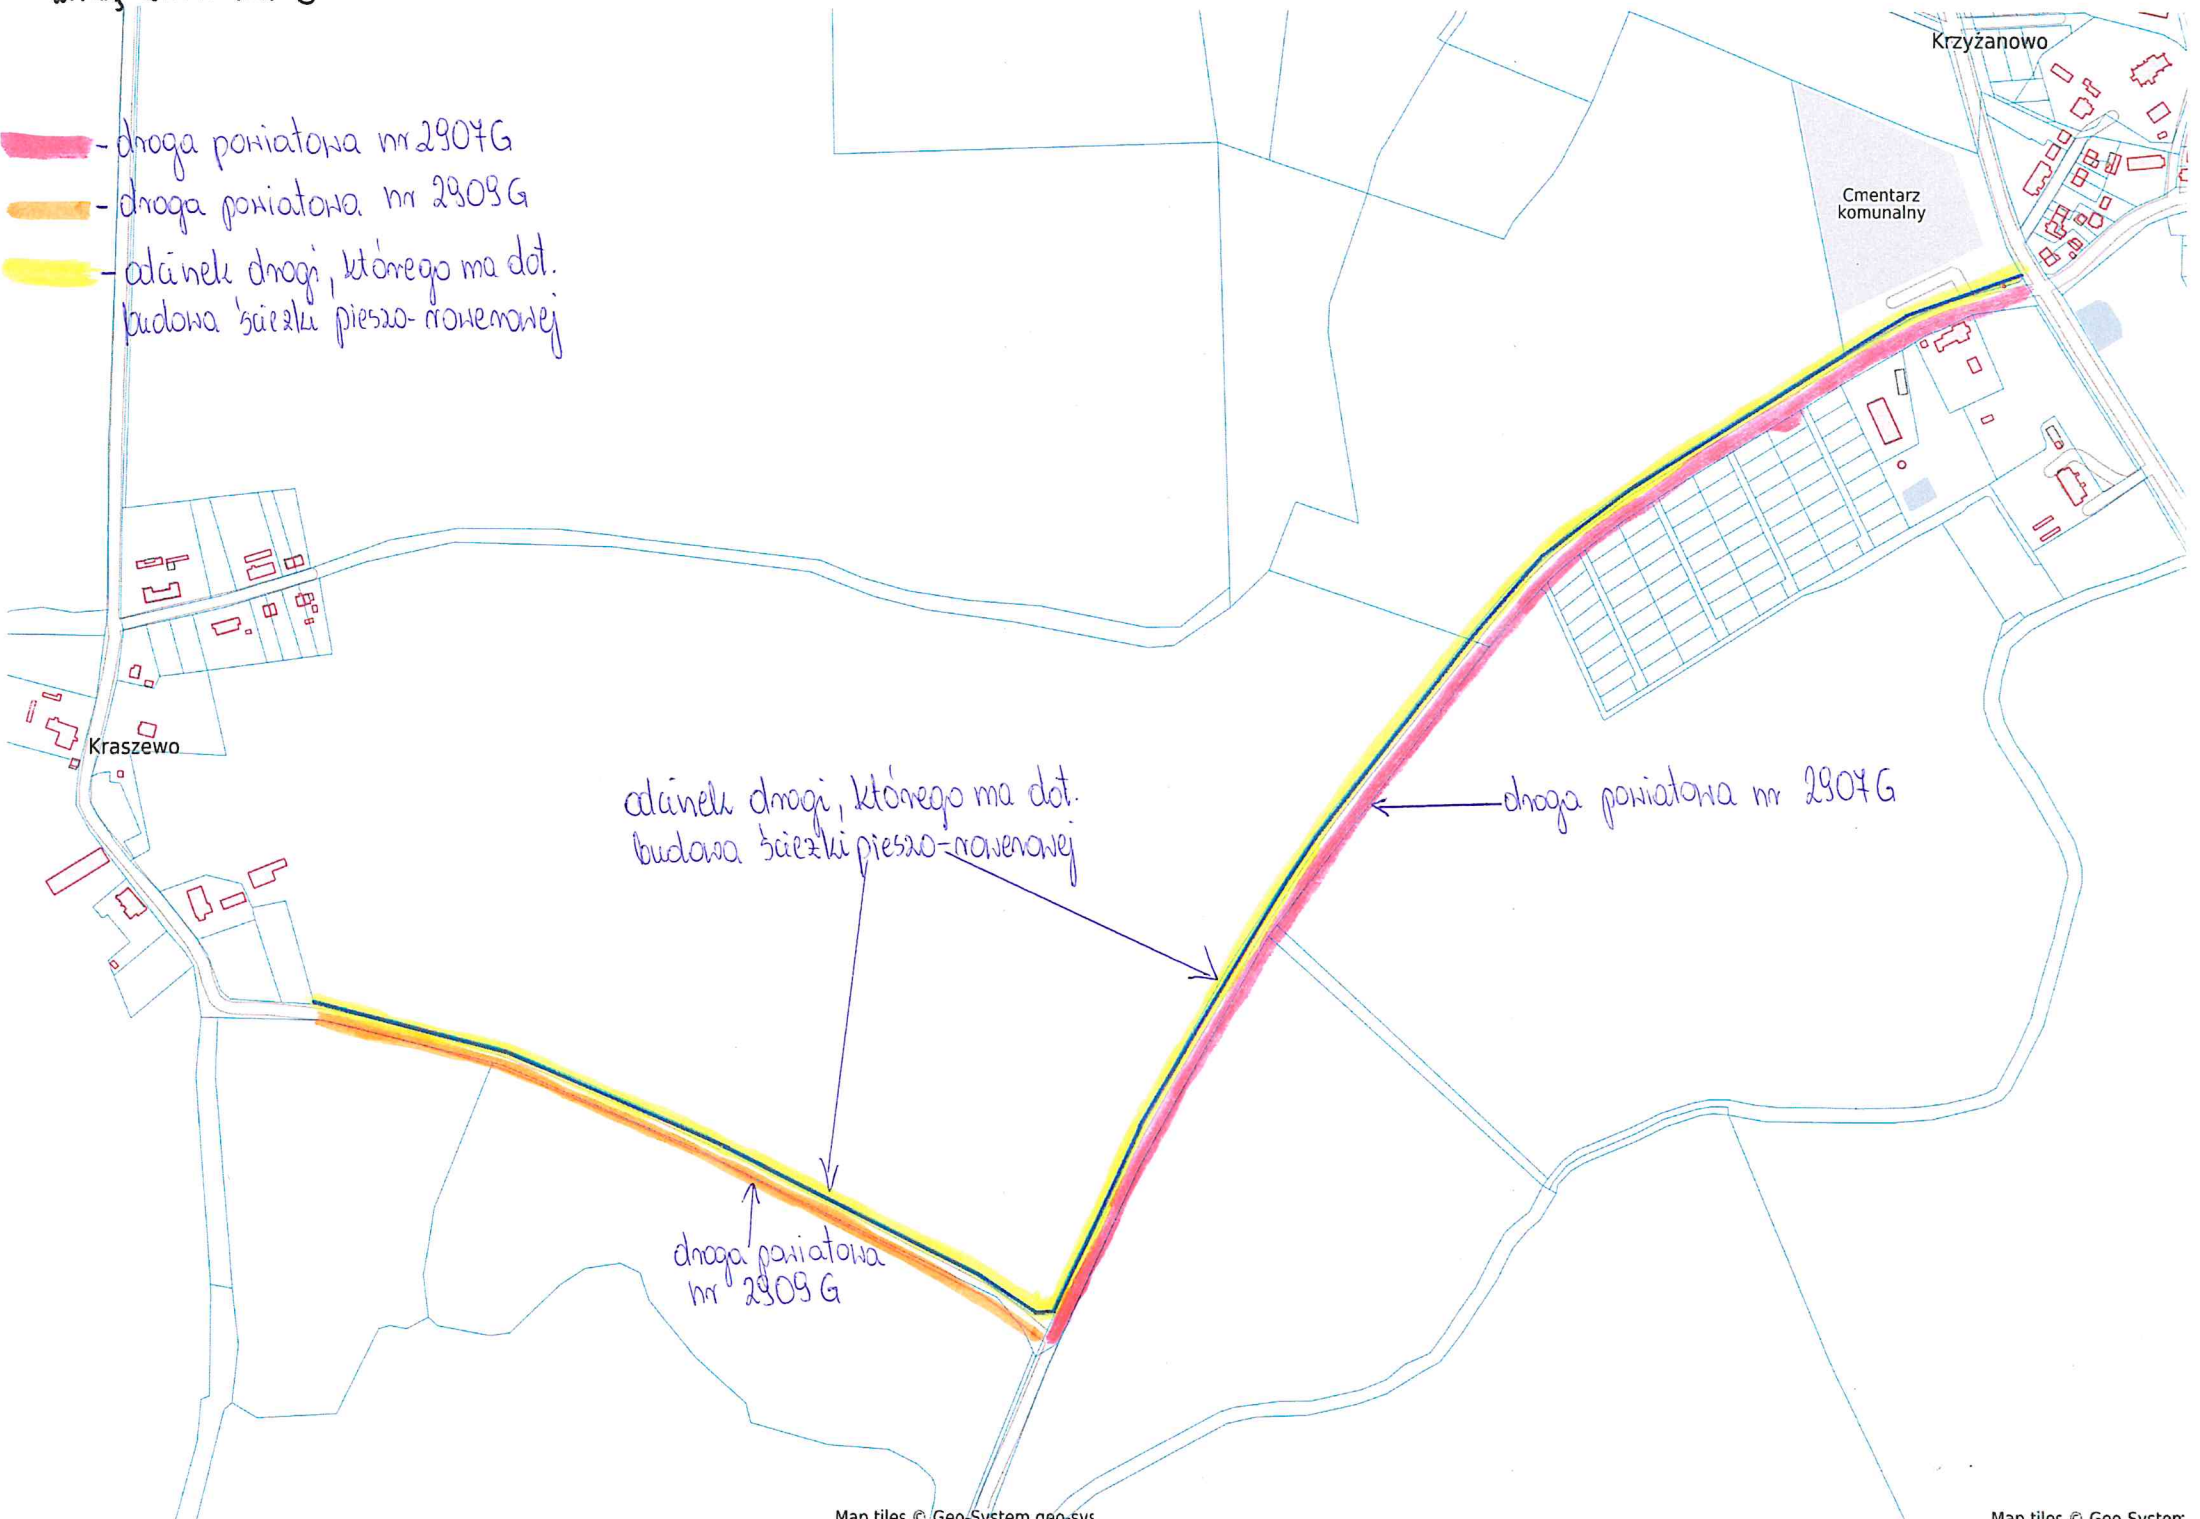 - droga powiatowa nr 2907G
- droga powiatowa nr 2909G
- odcinek drogi, którego ma dot.
budowa ścieżki pieszo-rowerowej
Krzyżanowo
Cmentarz
komunalny
Kraszewo
odcinek drogi, którego ma dot.
budowa ścieżki pieszo-rowerowej
droga powiatowa nr 2907G
droga powiatowa
nr 2909G
Map tiles © Geo-System geo-sys
Map tiles © Geo-System